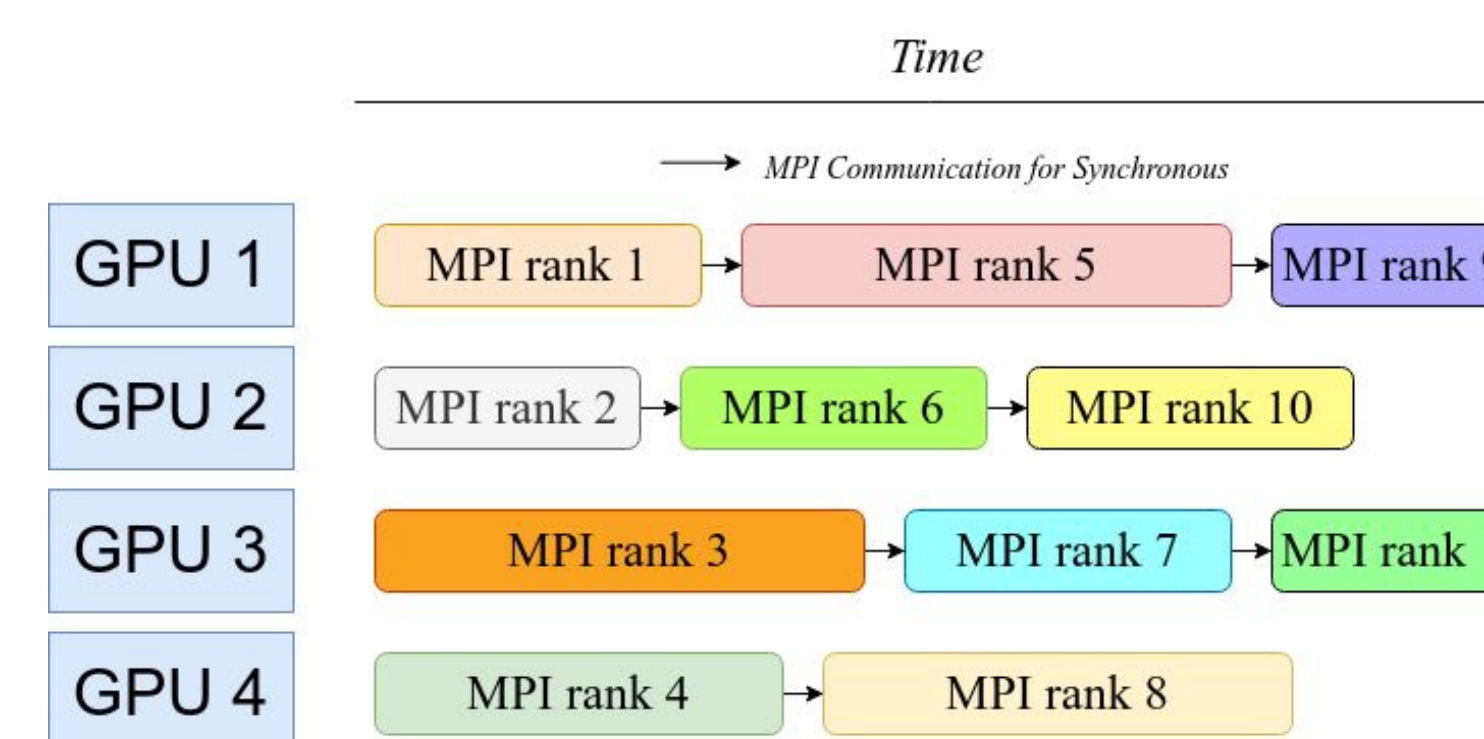 Time
MPI Communication for Synchronous
GPU 1
MPI rank 1
MPI rank 5
MPI rank
GPU 2
MPI rank 2
MPI rank 6
MPI rank 10
GPU 3
MPI rank 3
MPI rank 7
MPI rank
GPU 4
MPI rank 4
MPI rank 8